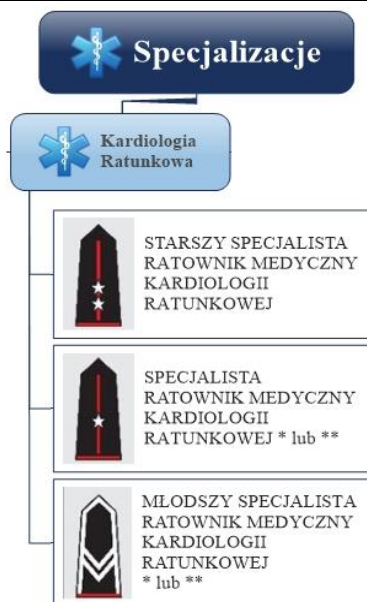 Specjalizacje
Kardiologia
Ratunkowa
STARSZY SPECJALISTA
RATOWNIK MEDYCZNY
KARDIOLOGII
RATUNKOWEJ
SPECJALISTA
RATOWNIK MEDYCZNY
KARDIOLOGII
RATUNKOWEJ * lub **
MŁODSZY SPECJALISTA
RATOWNIK MEDYCZNY
KARDIOLOGII
RATUNKOWEJ
* lub **